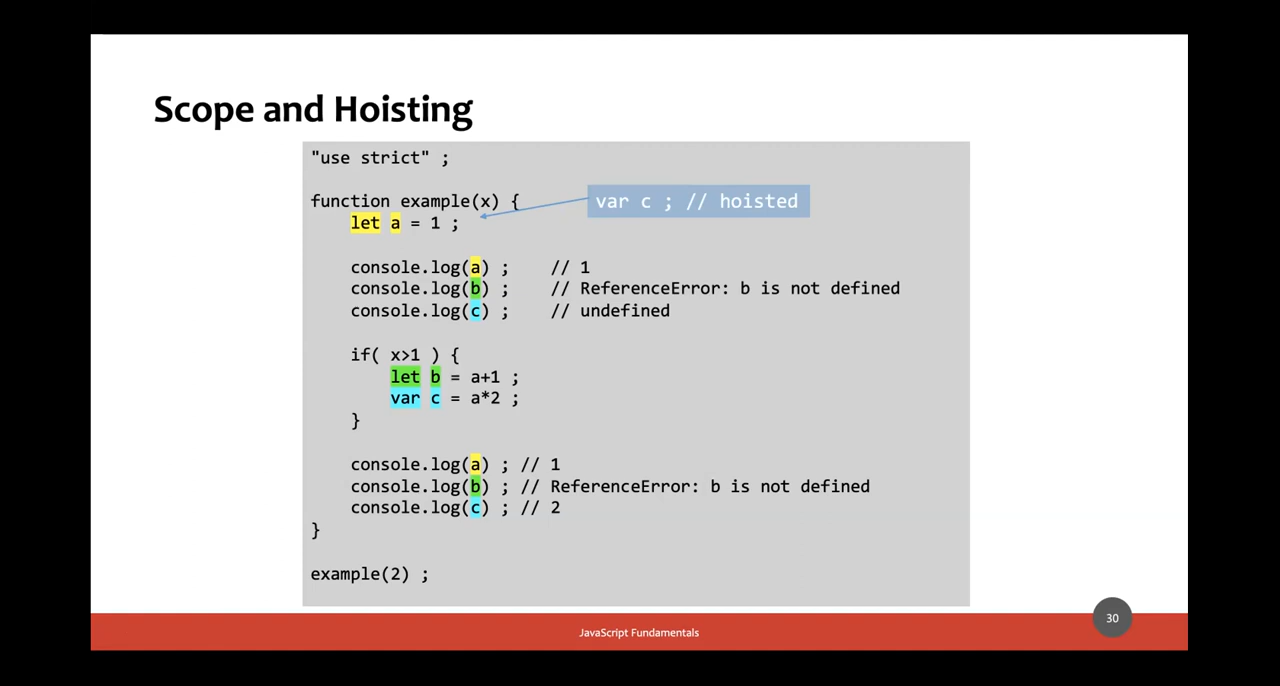 Scope and Hoisting
"use strict" ;
function example(x) {
var c ; // hoisted
let a = 1 ;
console.log(a) ; // 1
console.log(b) ; // ReferenceError: b is not defined
console.log(c) ; // undefined
if( x>1 ) {
let b = a+1 ;
var c = a*2 ;
}
console.log(a) ; // 1
console.log(b) ; // ReferenceError: b is not defined
console.log(c) ; // 2
}
example(2) ;
JavaScript Fundamentals
30